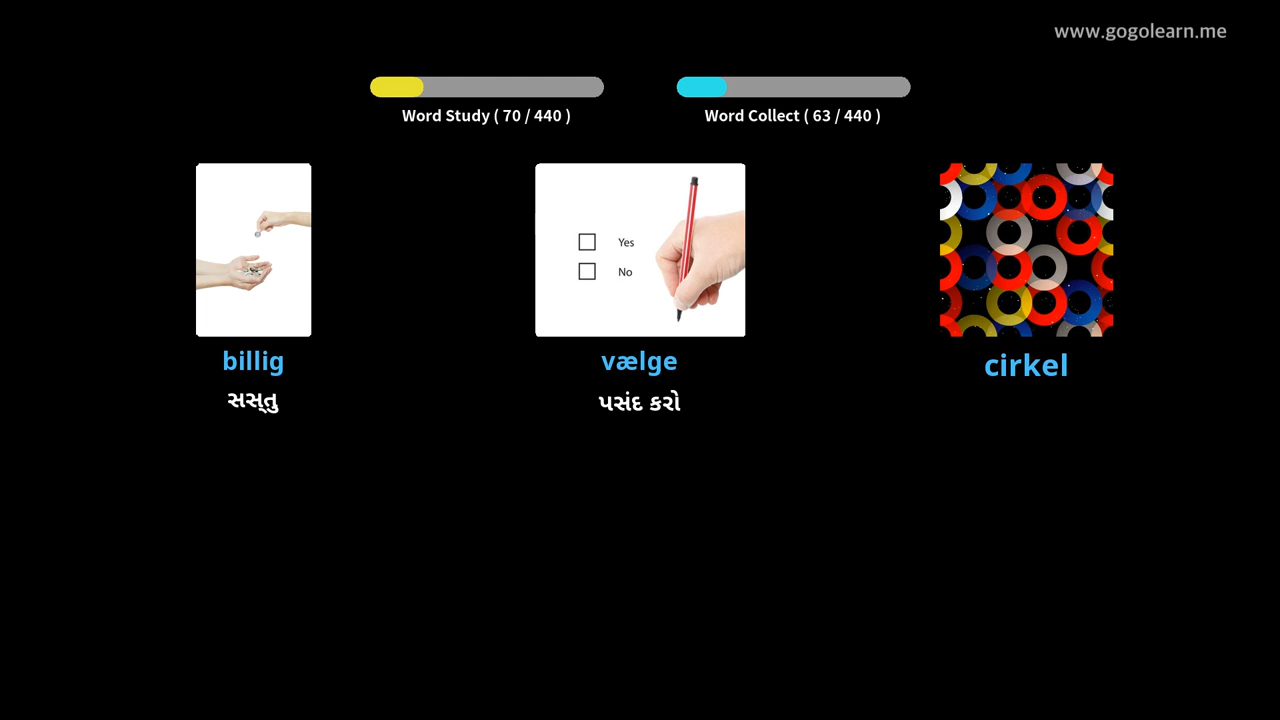 www.gogolearn.me
Word Study ( 70 / 440 )
Word Collect ( 63 / 440 )
Yes
No
billig
vælge
cirkel
સસ્તુ
પસંદ કરો